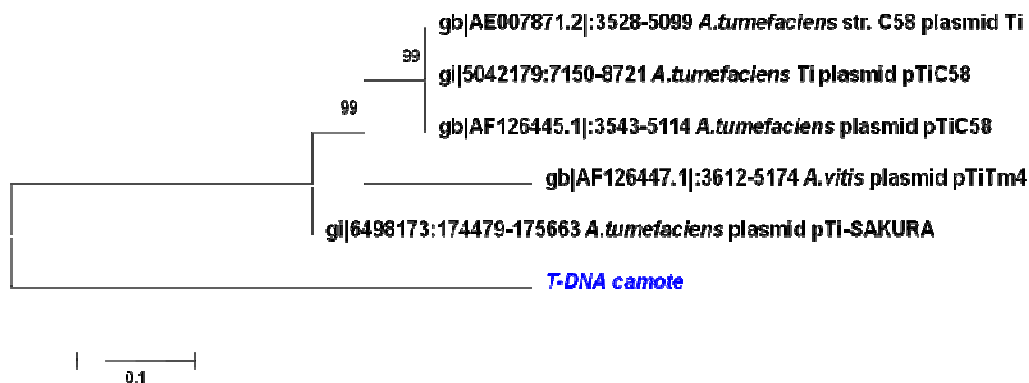 gb|AE007871.2|:3528-5099 A.tumefaciens str. C58 plasmid Ti
99
gi|5042179:7150-8721 A.tumefaciens Ti plasmid pTiC58
99
gb|AF126445.1|:3543-5114 A.tumefaciens plasmid pTiC58
gb|AF126447.1|:3612-5174 A.vitis plasmid pTiTm4
gi|6498173:174479-175663 A.tumefaciens plasmid pTi-SAKURA
T-DNA camote
0.1